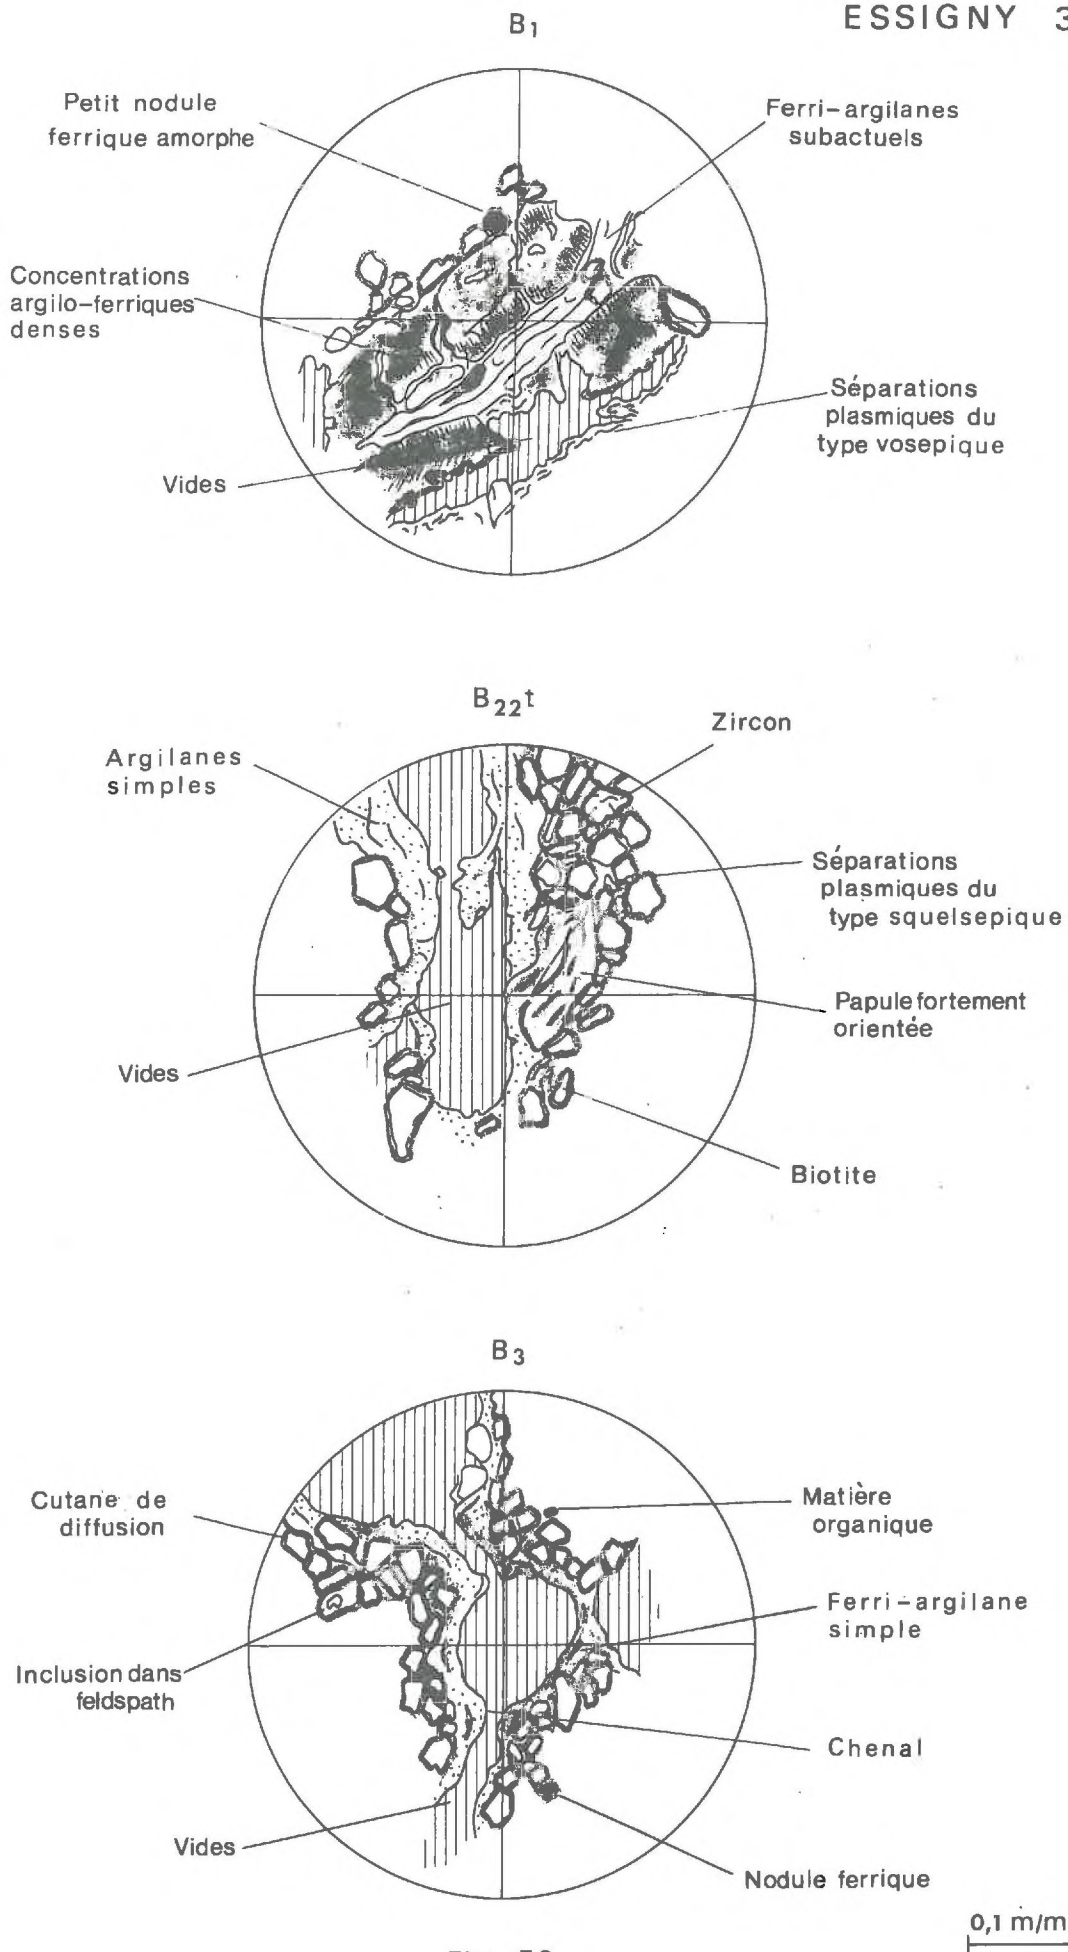 ESSIGNY 3
B1
Petit nodule
ferrique amorphe
Ferri-argilanes
subactuels
Concentrations
argilo-ferriques
denses
Séparations
plasmiques du
type vosepique
Vides
B22t
Zircon
Argilanes
simples
Séparations
plasmiques du
type squelsepique
Papule fortement
orientée
Vides
Biotite
B3
Cutane de
diffusion
Matière
organique
Ferri-argilane
simple
Inclusion dans
feldspath
Chenal
Vides
Nodule ferrique
0,1 m/m